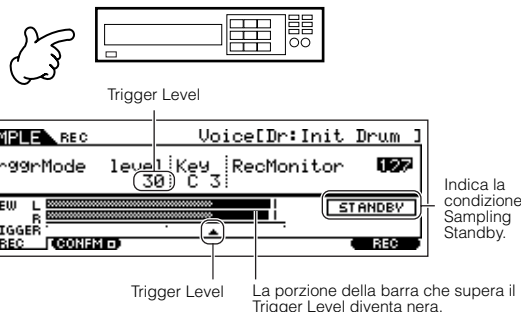 Trigger Level
MPLE REC Voice[Dr:Init Drum ]
rggrMode level Key RecMonitor 127
30 C 3
EW L
R
IGGER
STANDBY
REC CONFM REC
Indica la
condizione
Sampling
Standby.
Trigger Level
La porzione della barra che supera il
Trigger Level diventa nera.